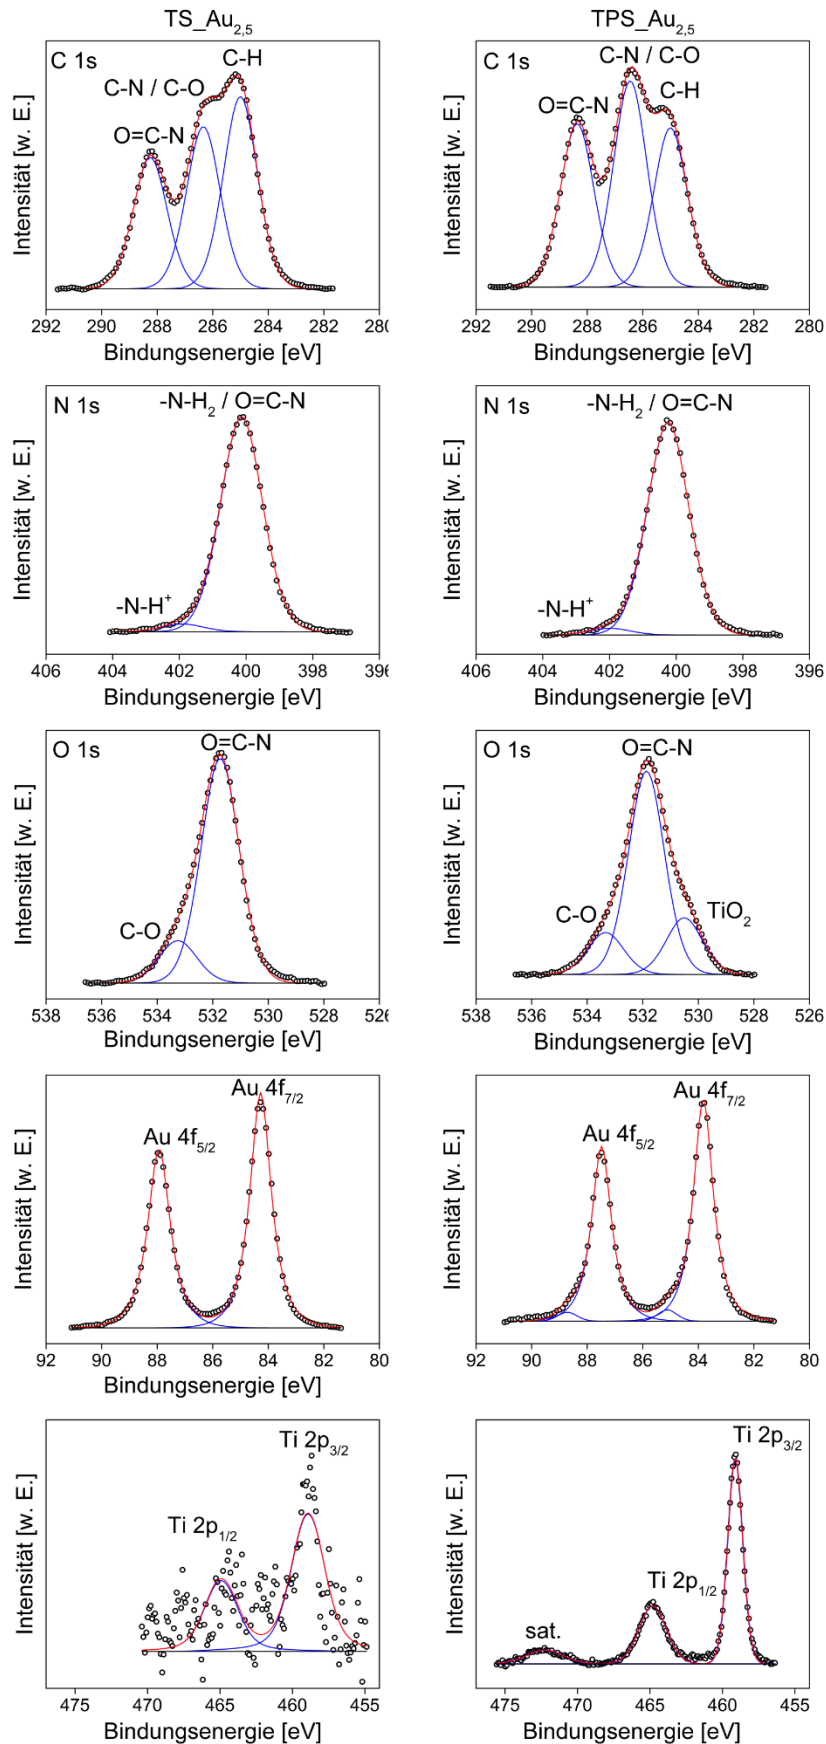 TS_Au2,5
TPS_Au2,5
C 1s
C-H
C-N / C-O
O=C-N
Intensität [w. E.]
292 290 288 286 284 282 280
Bindungsenergie [eV]
C 1s
C-N / C-O
C-H
O=C-N
Intensität [w. E.]
292 290 288 286 284 282 280
Bindungsenergie [eV]
N 1s
-N-H2 / O=C-N
-N-H+
Intensität [w. E.]
406 404 402 400 398 396
Bindungsenergie [eV]
N 1s
-N-H2 / O=C-N
-N-H+
Intensität [w. E.]
406 404 402 400 398 396
Bindungsenergie [eV]
O 1s
O=C-N
C-O
Intensität [w. E.]
538 536 534 532 530 528 526
Bindungsenergie [eV]
O 1s
O=C-N
C-O
TiO2
Intensität [w. E.]
538 536 534 532 530 528 526
Bindungsenergie [eV]
Au 4f7/2
Au 4f5/2
Intensität [w. E.]
92 90 88 86 84 82 80
Bindungsenergie [eV]
Au 4f7/2
Au 4f5/2
Intensität [w. E.]
92 90 88 86 84 82 80
Bindungsenergie [eV]
Ti 2p3/2
Ti 2p1/2
Intensität [w. E.]
475 470 465 460 455
Bindungsenergie [eV]
Ti 2p3/2
Ti 2p1/2
sat.
Intensität [w. E.]
475 470 465 460 455
Bindungsenergie [eV]